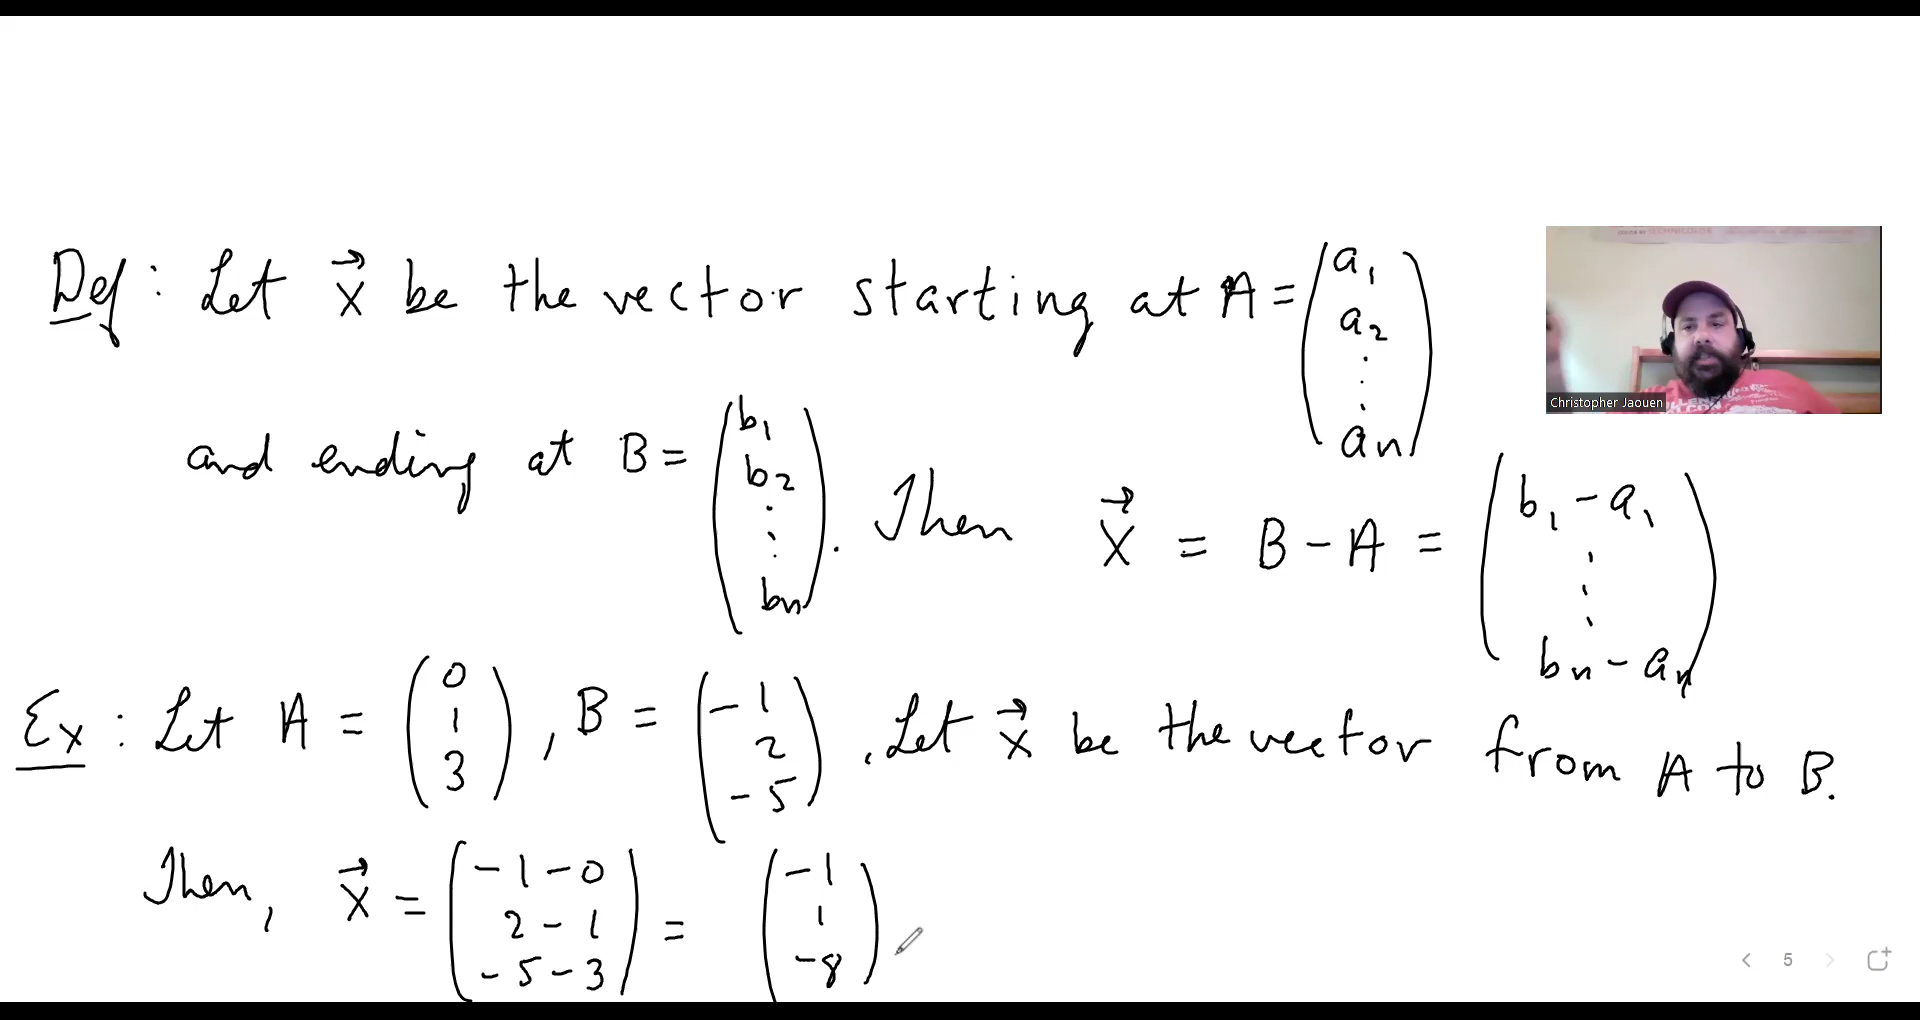 Def: Let x⃗ be the vector starting at A = (a₁ a₂ ⋮ aₙ)
and ending at B = (b₁ b₂ ⋮ bₙ). Then x⃗ = B - A = (b₁ - a₁ ⋮ bₙ - aₙ)
Ex: Let A = (0 1 3), B = (-1 2 -5). Let x⃗ be the vector from A to B.
Then, x⃗ = (-1-0 2-1 -5-3) = (-1 1 -8)
Christopher Jaouen
5